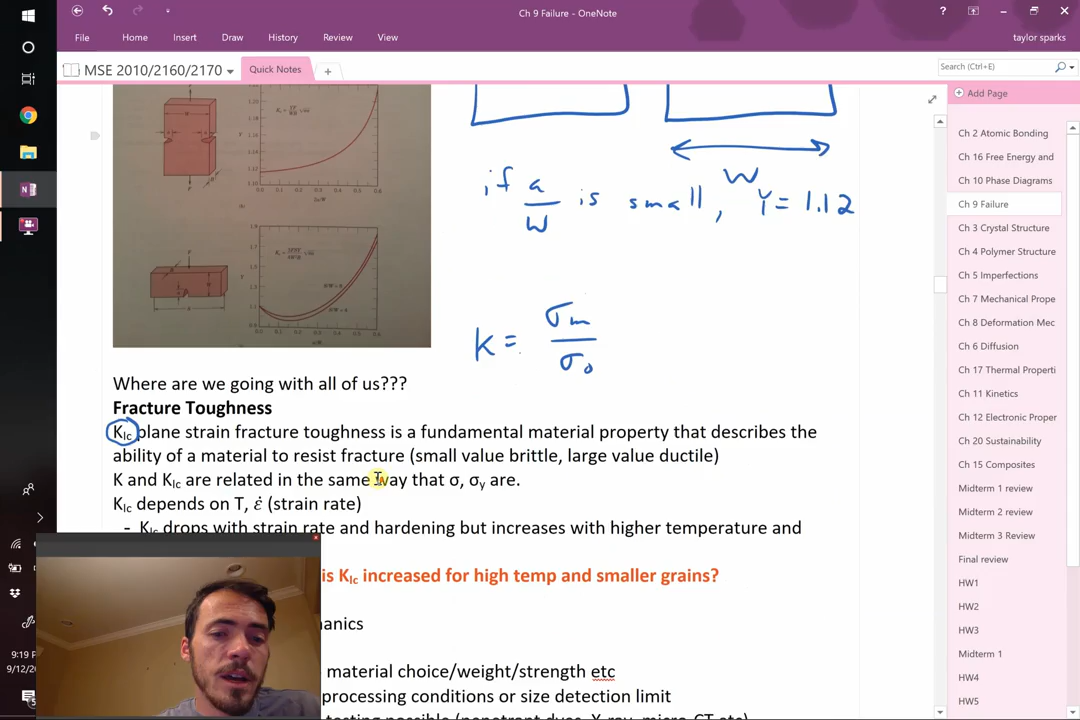 Ch 9 Failure - OneNote
?
File Home Insert Draw History Review View
taylor sparks
MSE 2010/2160/2170
Quick Notes
+
Search (Ctrl+E)
Add Page
Ch 2 Atomic Bonding
Ch 16 Free Energy and
Ch 10 Phase Diagrams
Ch 9 Failure
Ch 3 Crystal Structure
Ch 4 Polymer Structure
Ch 5 Imperfections
Ch 7 Mechanical Prope
Ch 8 Deformation Mec
Ch 6 Diffusion
Ch 17 Thermal Properti
Ch 11 Kinetics
Ch 12 Electronic Proper
Ch 20 Sustainability
Ch 15 Composites
Midterm 1 review
Midterm 2 review
Midterm 3 Review
Final review
HW1
HW2
HW3
Midterm 1
HW4
HW5
W
if a/W is small, Y = 1.12
K = σm/σo
Where are we going with all of us???
Fracture Toughness
KIc plane strain fracture toughness is a fundamental material property that describes the
ability of a material to resist fracture (small value brittle, large value ductile)
K and KIc are related in the same way that σ, σy are.
KIc depends on T, ε̇ (strain rate)
- KIc drops with strain rate and hardening but increases with higher temperature and
is KIc increased for high temp and smaller grains?
material choice/weight/strength etc
processing conditions or size detection limit
9:19 PM